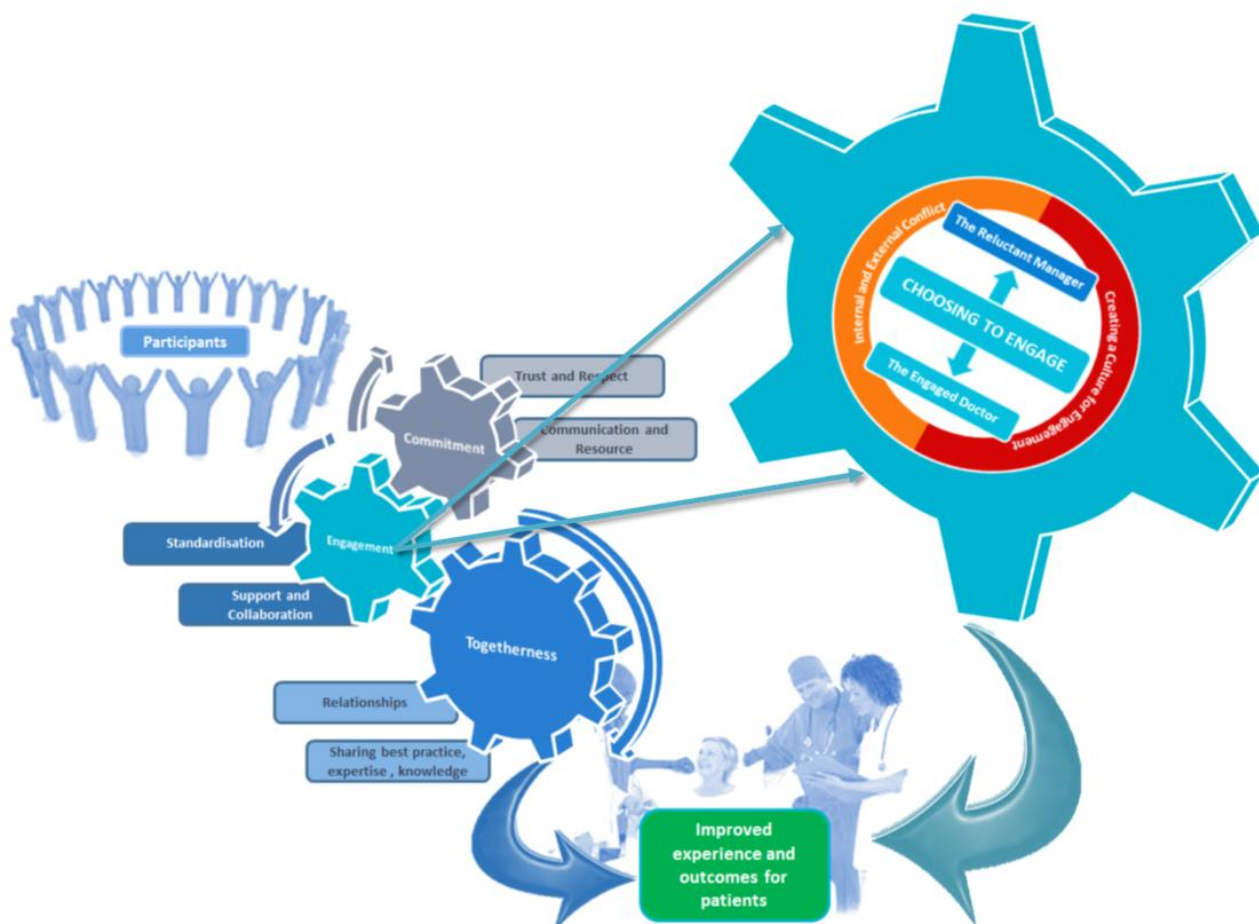 Internal and External Conflict
The Reluctant Manager
CHOOSING TO ENGAGE
The Engaged Doctor
Creating a Culture for Engagement
Participants
Trust and Respect
Commitment
Communication and
Resource
Standardisation
Engagement
Support and
Collaboration
Togetherness
Relationships
Sharing best practice,
expertise , knowledge
Improved
experience and
outcomes for
patients